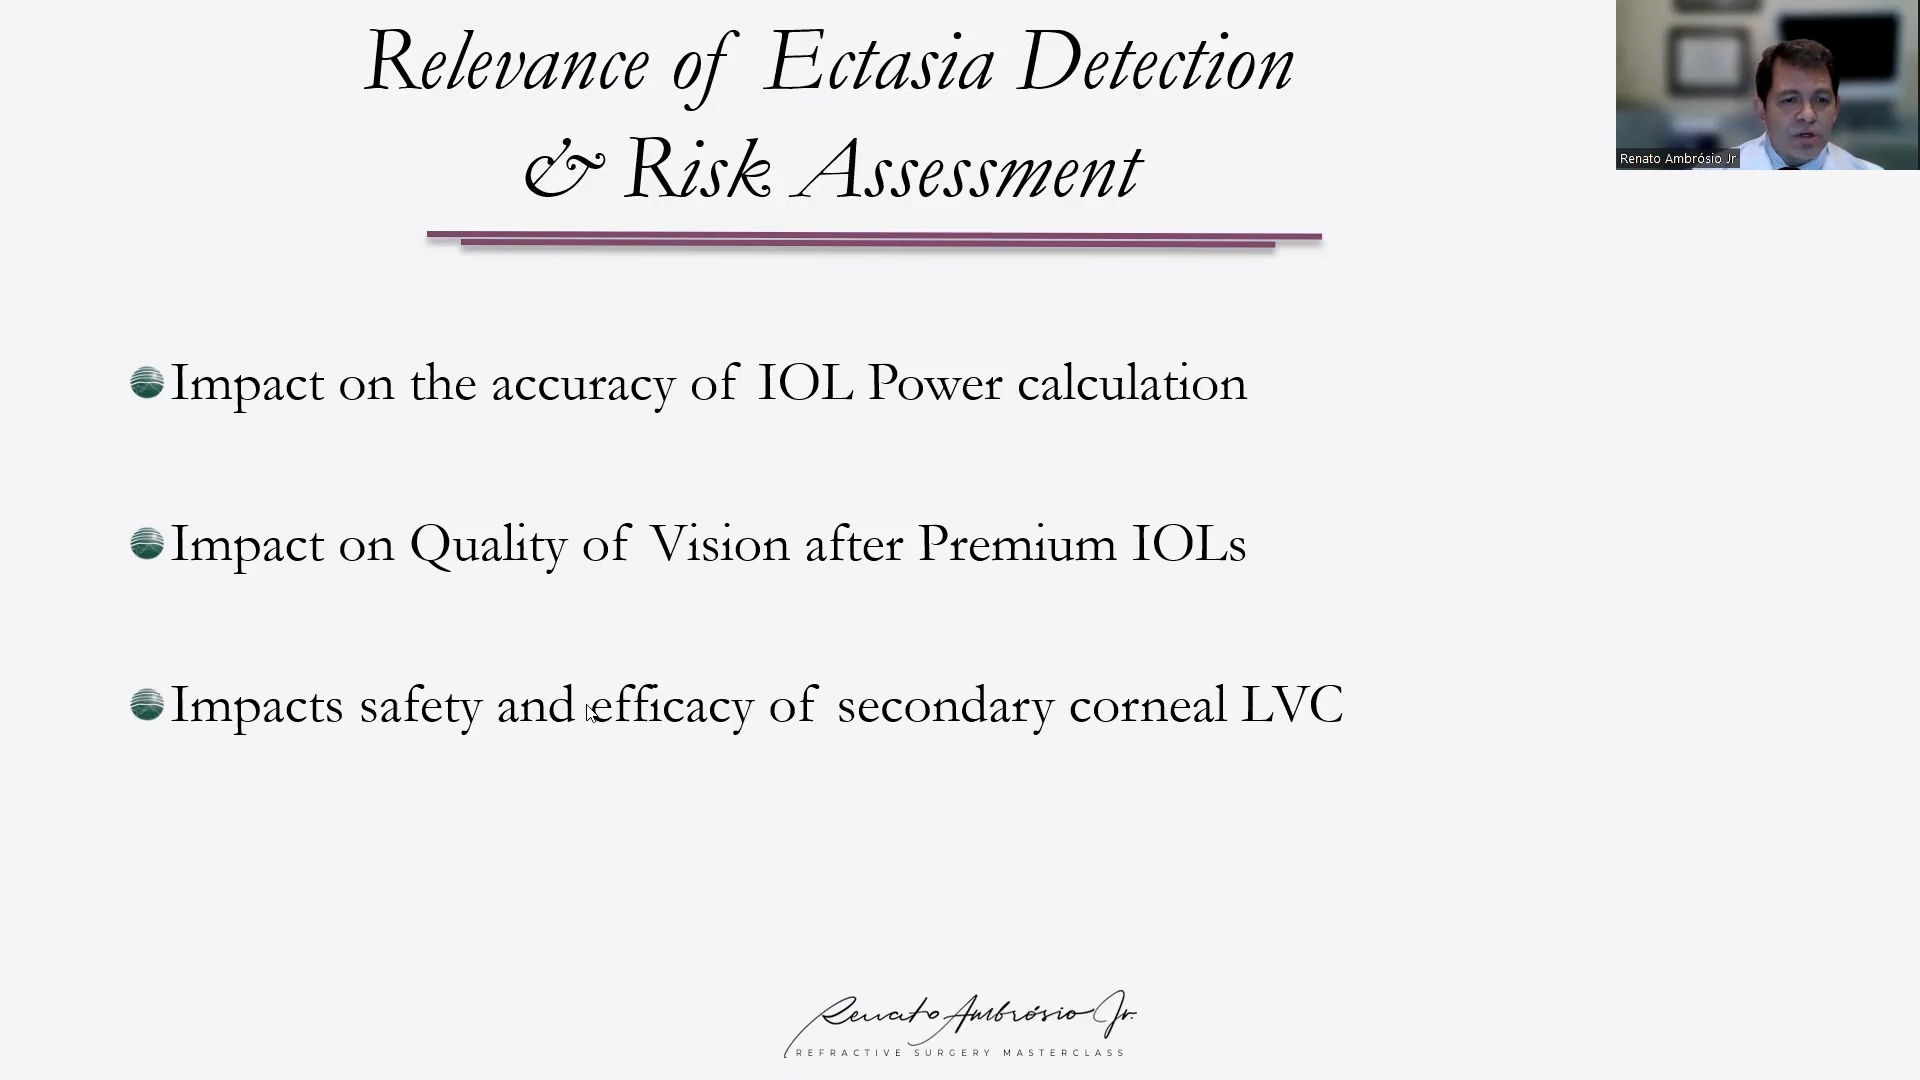 Relevance of Ectasia Detection
& Risk Assessment
Renato Ambrósio Jr
Impact on the accuracy of IOL Power calculation
Impact on Quality of Vision after Premium IOLs
Impacts safety and efficacy of secondary corneal LVC
Renato Ambrósio Jr.
REFRACTIVE SURGERY MASTERCLASS